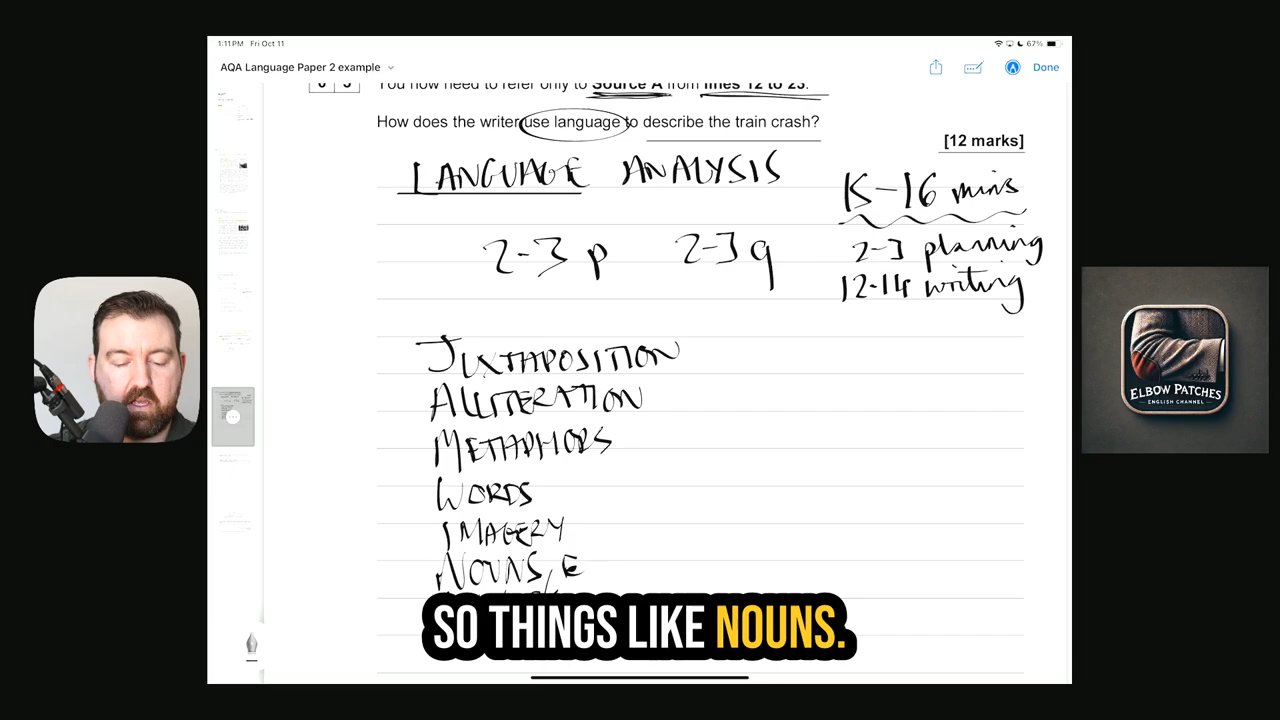 1:11PM Fri Oct 11
67%
AQA Language Paper 2 example
Done
0 3 You now need to refer only to Source A from lines 12 to 23.
How does the writer use language to describe the train crash?
[12 marks]
LANGUAGE ANALYSIS
15-16 mins
2-3 p 2-3 q
2-3 planning
12-14 writing
JUXTAPOSITION
ALLITERATION
METAPHORS
WORDS
IMAGERY
NOUNS, E
SO THINGS LIKE NOUNS.
ELBOW PATCHES
ENGLISH CHANNEL